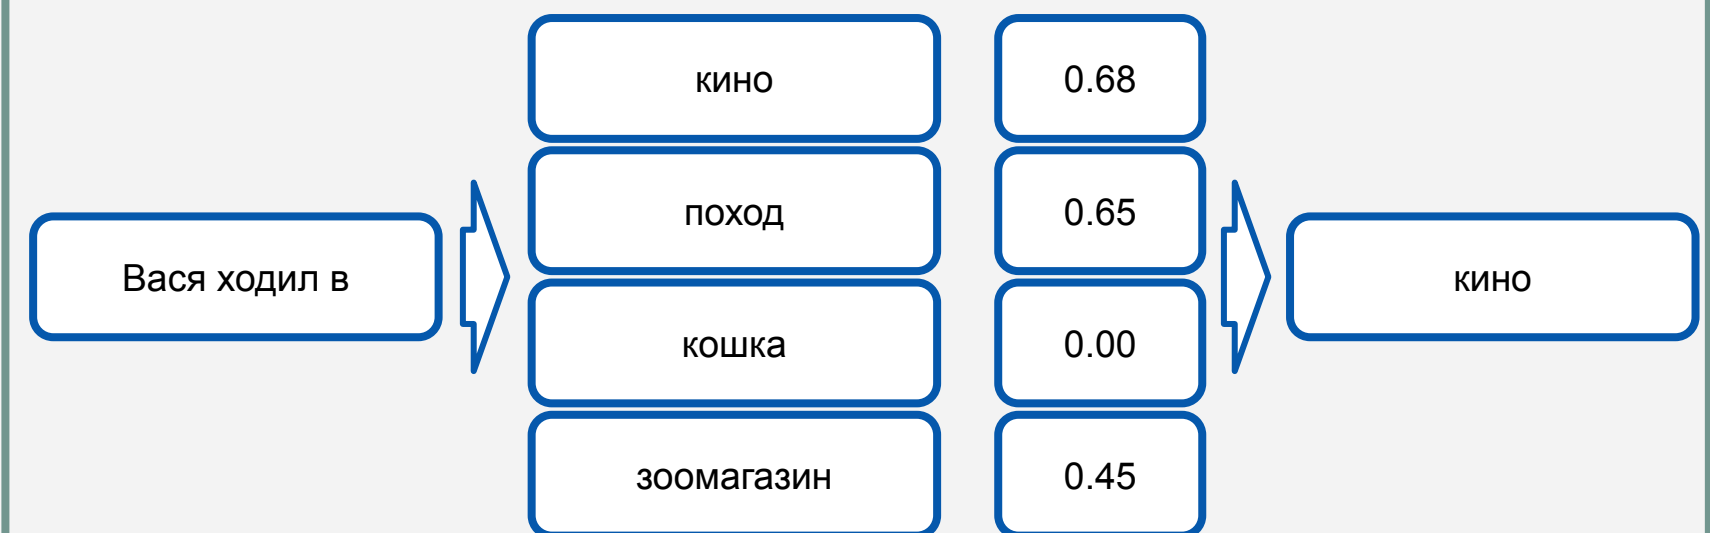 кино 0.68
поход 0.65
Вася ходил в
кино
кошка 0.00
зоомагазин 0.45